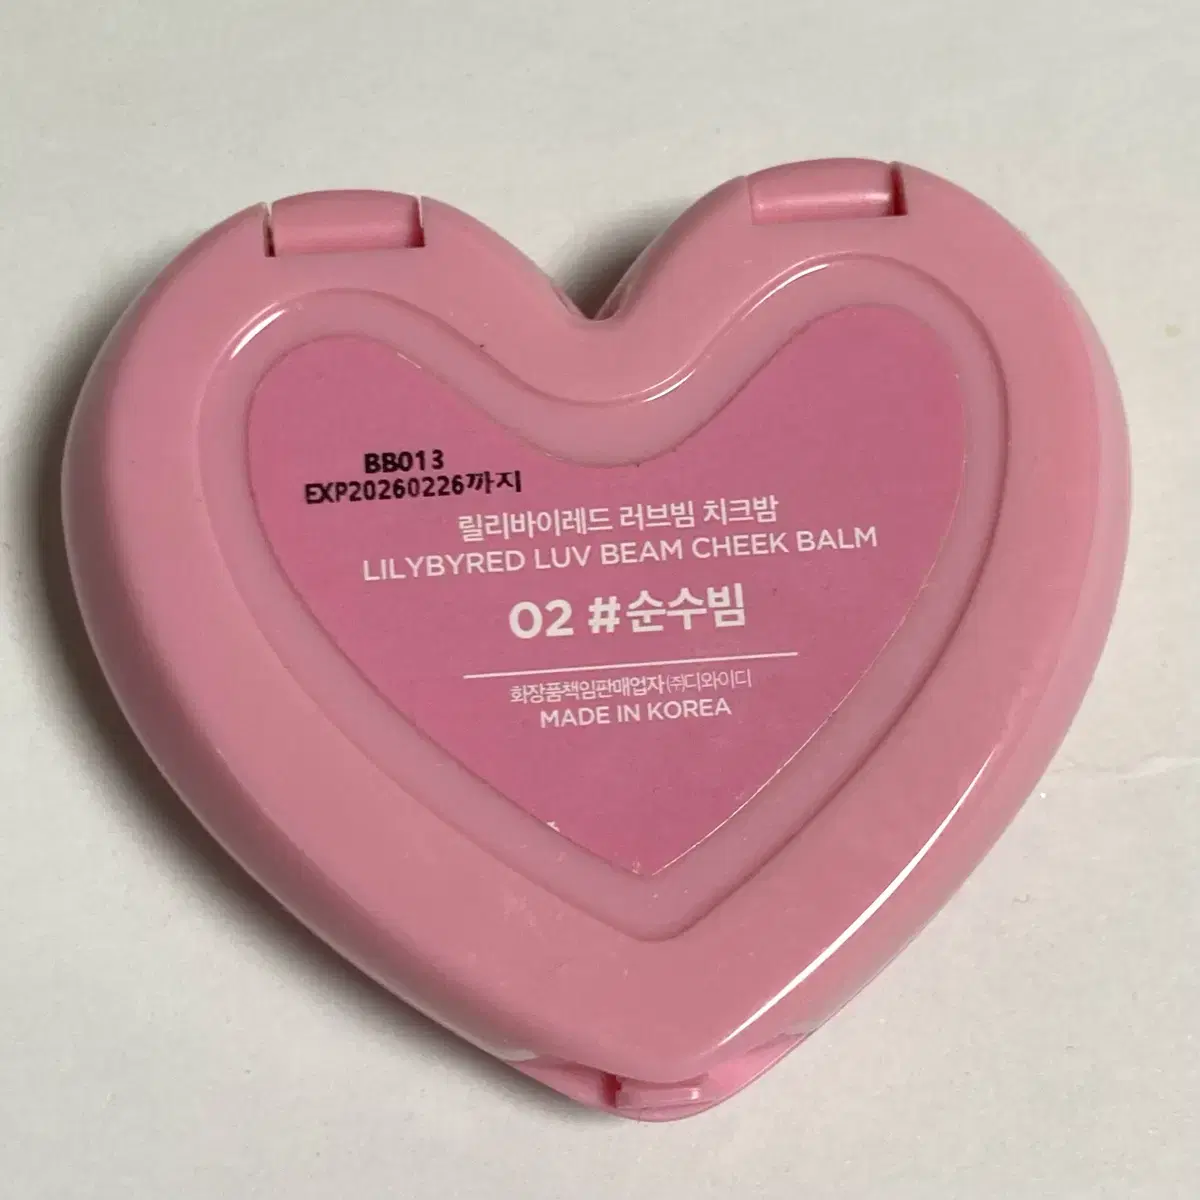 BB013
EXP20260226까지
릴리바이레드 러브빔 치크밤
LILYBYRED LUV BEAM CHEEK BALM
02 #순수빔
화장품책임판매업자 ㈜디와이디
MADE IN KOREA